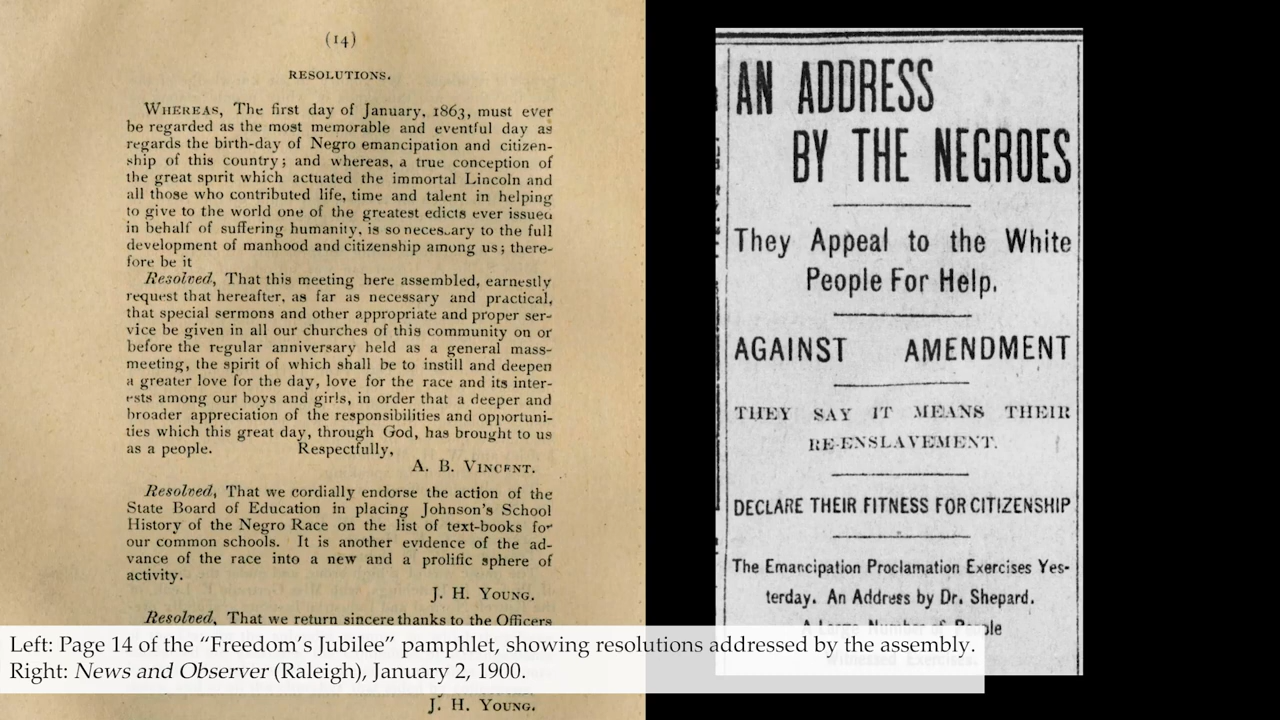 (14)
RESOLUTIONS.
WHEREAS, The first day of January, 1863, must ever
be regarded as the most memorable and eventful day as
regards the birth-day of Negro emancipation and citizen-
ship of this country; and whereas, a true conception of
the great spirit which actuated the immortal Lincoln and
all those who contributed life, time and talent in helping
to give to the world one of the greatest edicts ever issued
in behalf of suffering humanity, is so necessary to the full
development of manhood and citizenship among us; there-
fore be it
Resolved, That this meeting here assembled, earnestly
request that hereafter, as far as necessary and practical,
that special sermons and other appropriate and proper ser-
vice be given in all our churches of this community on or
before the regular anniversary held as a general mass-
meeting, the spirit of which shall be to instill and deepen
a greater love for the day, love for the race and its inter-
ests among our boys and girls, in order that a deeper and
broader appreciation of the responsibilities and opportuni-
ties which this great day, through God, has brought to us
as a people. Respectfully,
A. B. VINCENT.
Resolved, That we cordially endorse the action of the
State Board of Education in placing Johnson's School
History of the Negro Race on the list of text-books for
our common schools. It is another evidence of the ad-
vance of the race into a new and a prolific sphere of
activity.
J. H. YOUNG.
Resolved, That we return sincere thanks to the Officers
J. H. YOUNG.
AN ADDRESS
BY THE NEGROES
They Appeal to the White
People For Help.
AGAINST AMENDMENT
THEY SAY IT MEANS THEIR
RE-ENSLAVEMENT.
DECLARE THEIR FITNESS FOR CITIZENSHIP
The Emancipation Proclamation Exercises Yes-
terday. An Address by Dr. Shepard.
A Large Number of People
Left: Page 14 of the “Freedom’s Jubilee” pamphlet, showing resolutions addressed by the assembly.
Right: News and Observer (Raleigh), January 2, 1900.